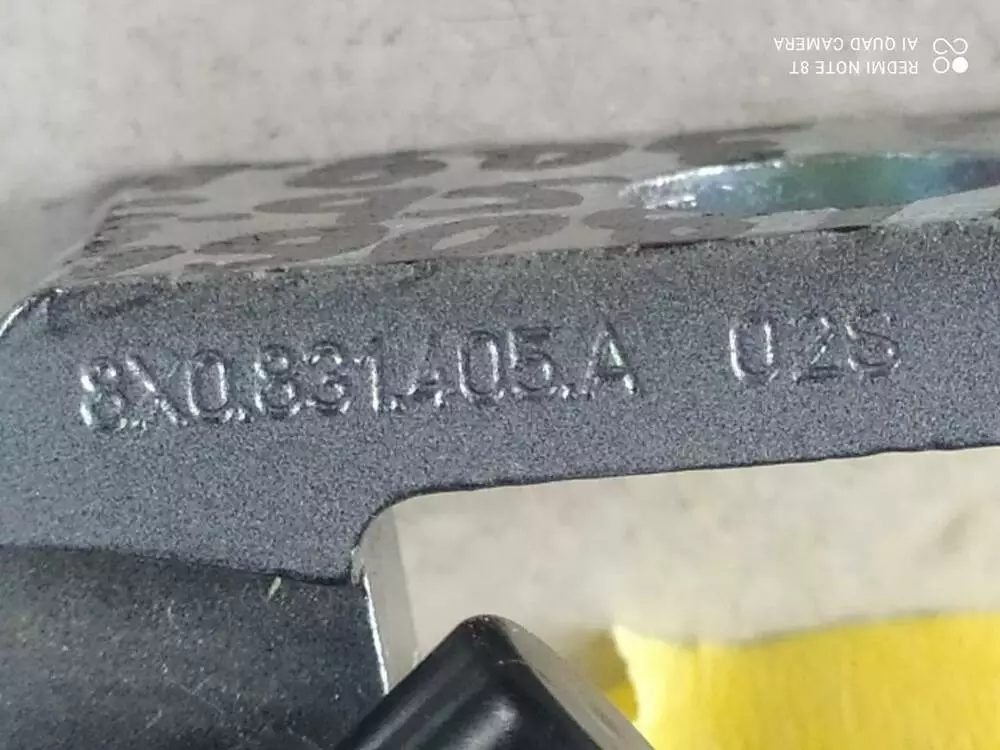 REDMI NOTE 8T
AI QUAD CAMERA
8X0.831.405.A 02S